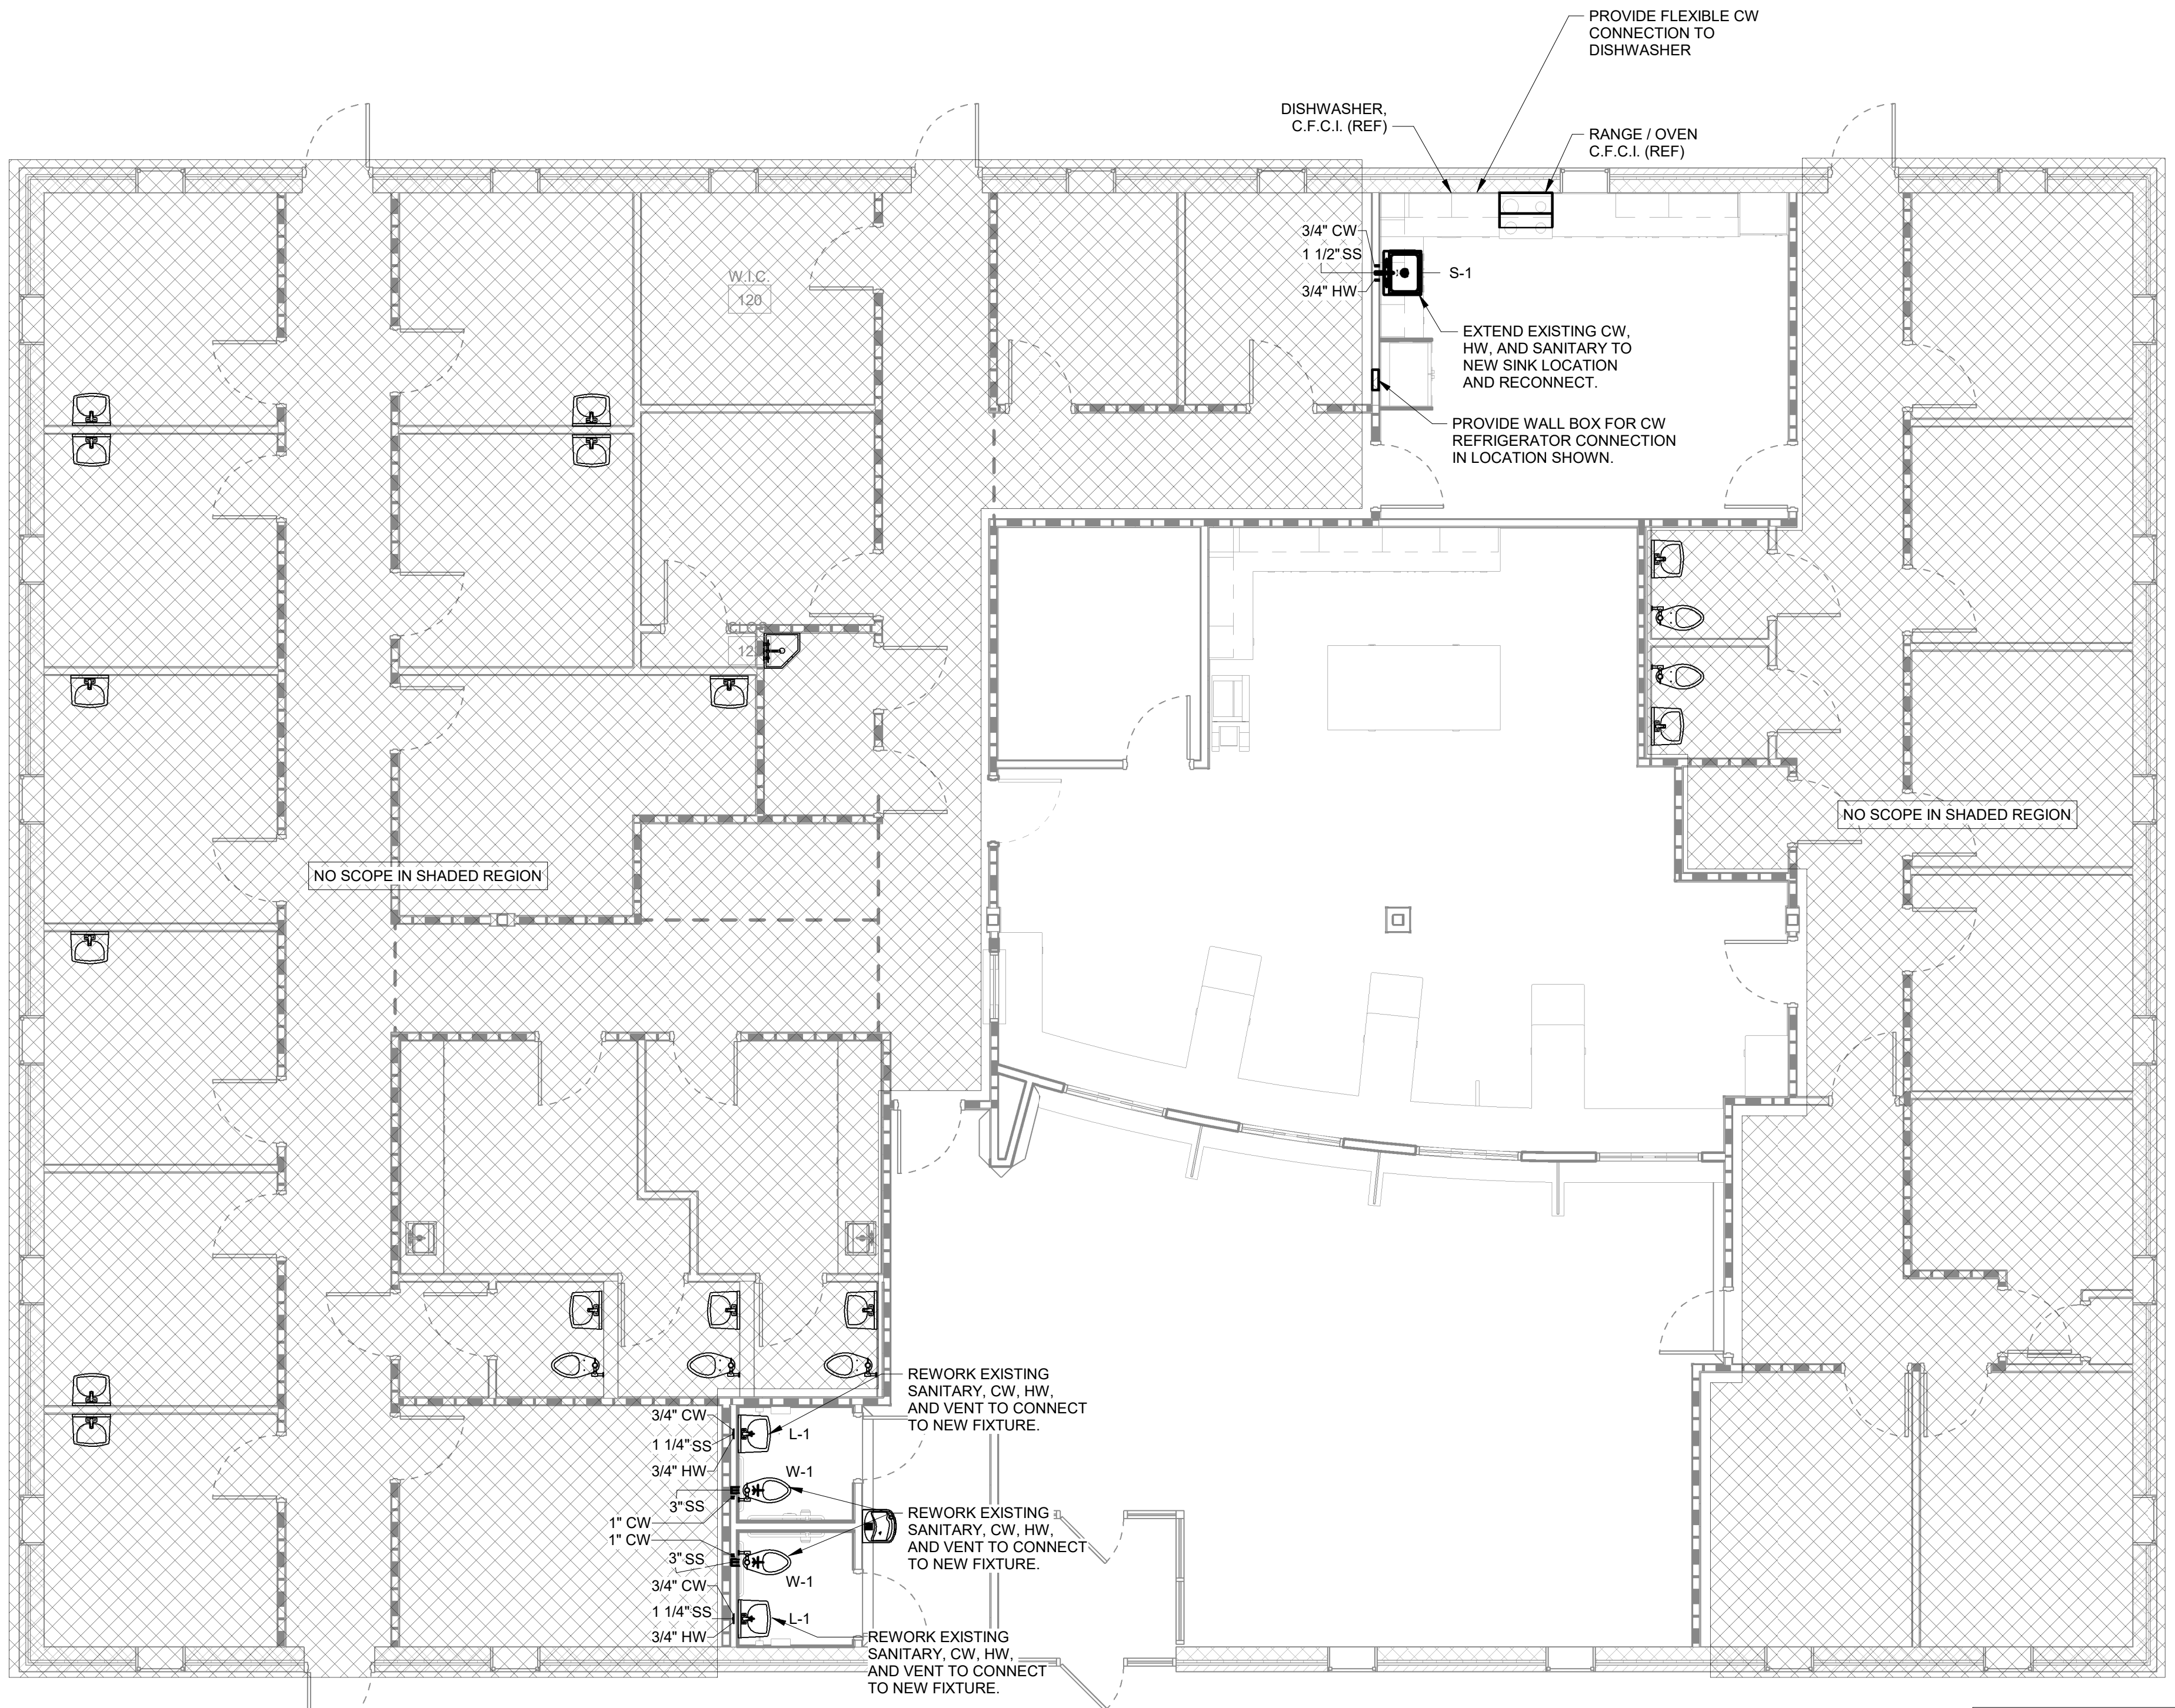 PROVIDE FLEXIBLE CW
CONNECTION TO
DISHWASHER
DISHWASHER,
C.F.C.I. (REF)
RANGE / OVEN
C.F.C.I. (REF)
3/4" CW
1 1/2" SS
3/4" HW
S-1
W.I.C.
120
EXTEND EXISTING CW,
HW, AND SANITARY TO
NEW SINK LOCATION
AND RECONNECT.
PROVIDE WALL BOX FOR CW
REFRIGERATOR CONNECTION
IN LOCATION SHOWN.
NO SCOPE IN SHADED REGION
NO SCOPE IN SHADED REGION
REWORK EXISTING
SANITARY, CW, HW,
AND VENT TO CONNECT
TO NEW FIXTURE.
3/4" CW
1 1/4" SS
3/4" HW
L-1
W-1
3" SS
1" CW
1" CW
3" SS
REWORK EXISTING
SANITARY, CW, HW,
AND VENT TO CONNECT
TO NEW FIXTURE.
W-1
3/4" CW
1 1/4" SS
3/4" HW
L-1
REWORK EXISTING
SANITARY, CW, HW,
AND VENT TO CONNECT
TO NEW FIXTURE.